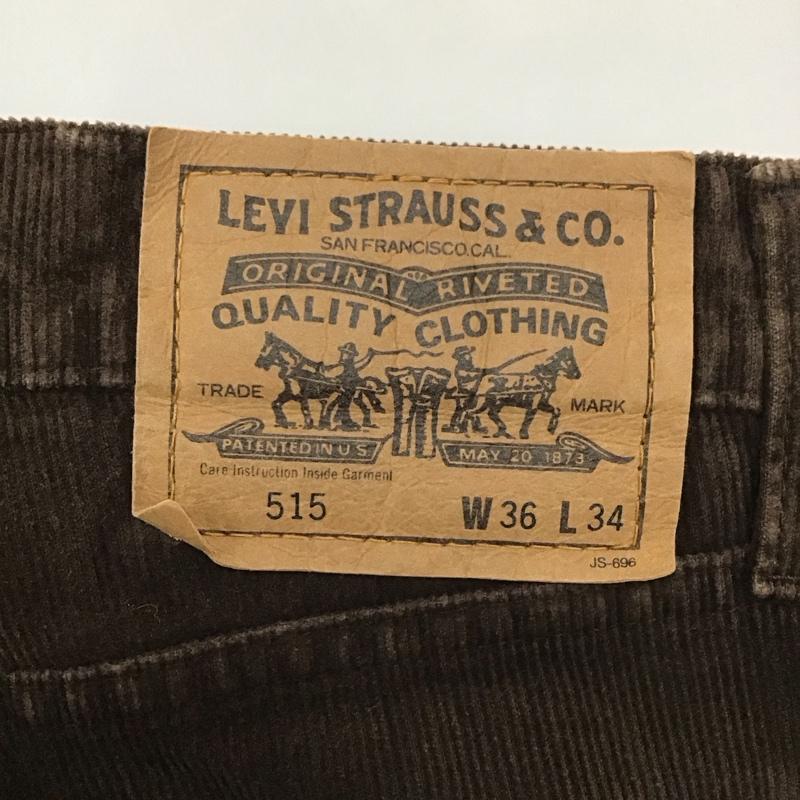 LEVI STRAUSS & CO.
SAN FRANCISCO, CAL.
ORIGINAL RIVETED
QUALITY CLOTHING
TRADE MARK
PATENTED IN U.S. MAY 20 1873
Care Instruction Inside Garment
515 W 36 L 34
JS-696